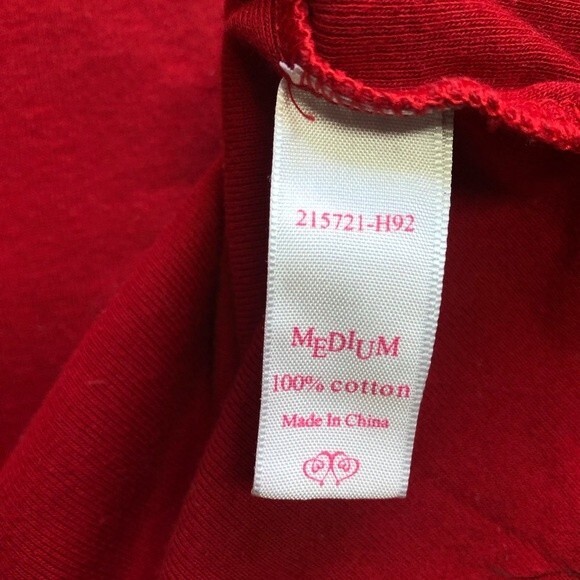 215721-H92
MEDIUM
100% cotton
Made In China